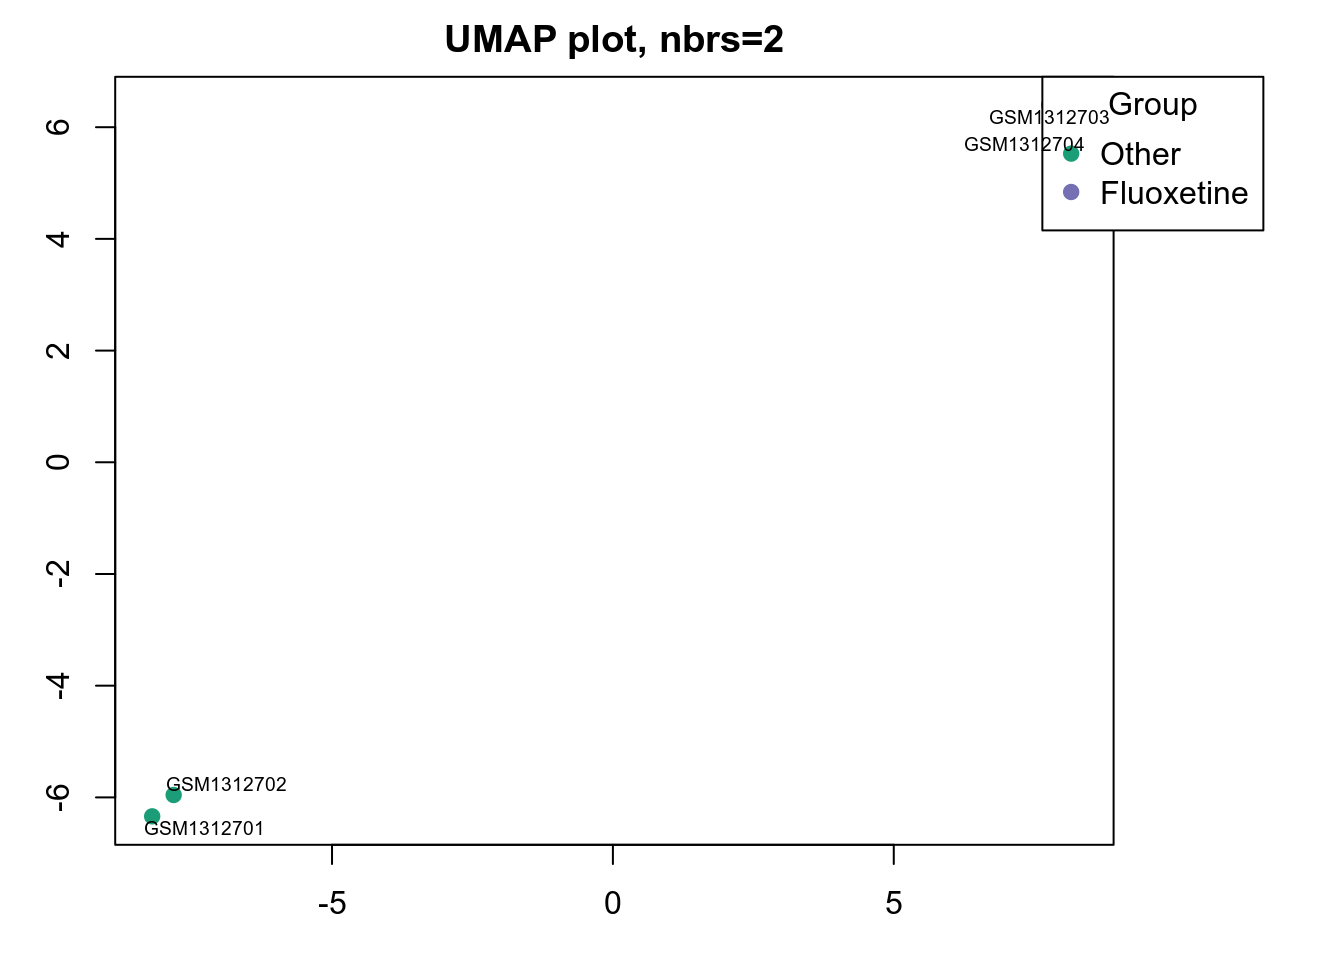 UMAP plot, nbrs=2
6
4
2
0
-2
-4
-6
GSM1312703
GSM1312704
Group
Other
Fluoxetine
GSM1312702
GSM1312701
-5
0
5